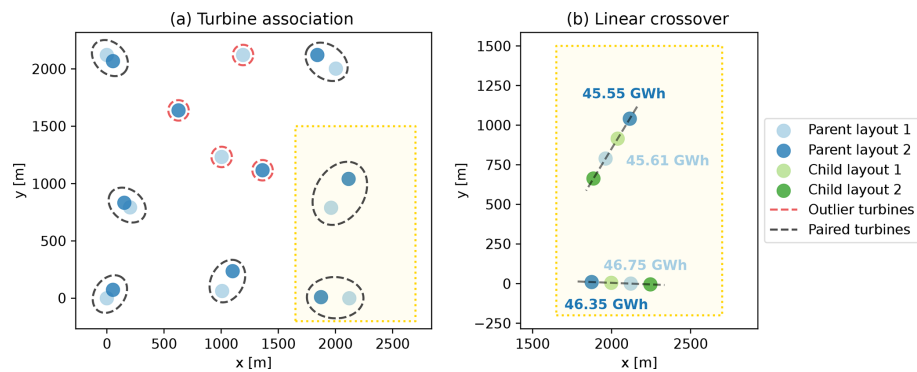 (a) Turbine association
2000
1500
1000
500
0
y [m]
0
500
1000
1500
2000
2500
x [m]
(b) Linear crossover
1500
1250
1000
750
500
250
0
−250
y [m]
45.55 GWh
45.61 GWh
46.75 GWh
46.35 GWh
2000
2500
x [m]
Parent layout 1
Parent layout 2
Child layout 1
Child layout 2
Outlier turbines
Paired turbines